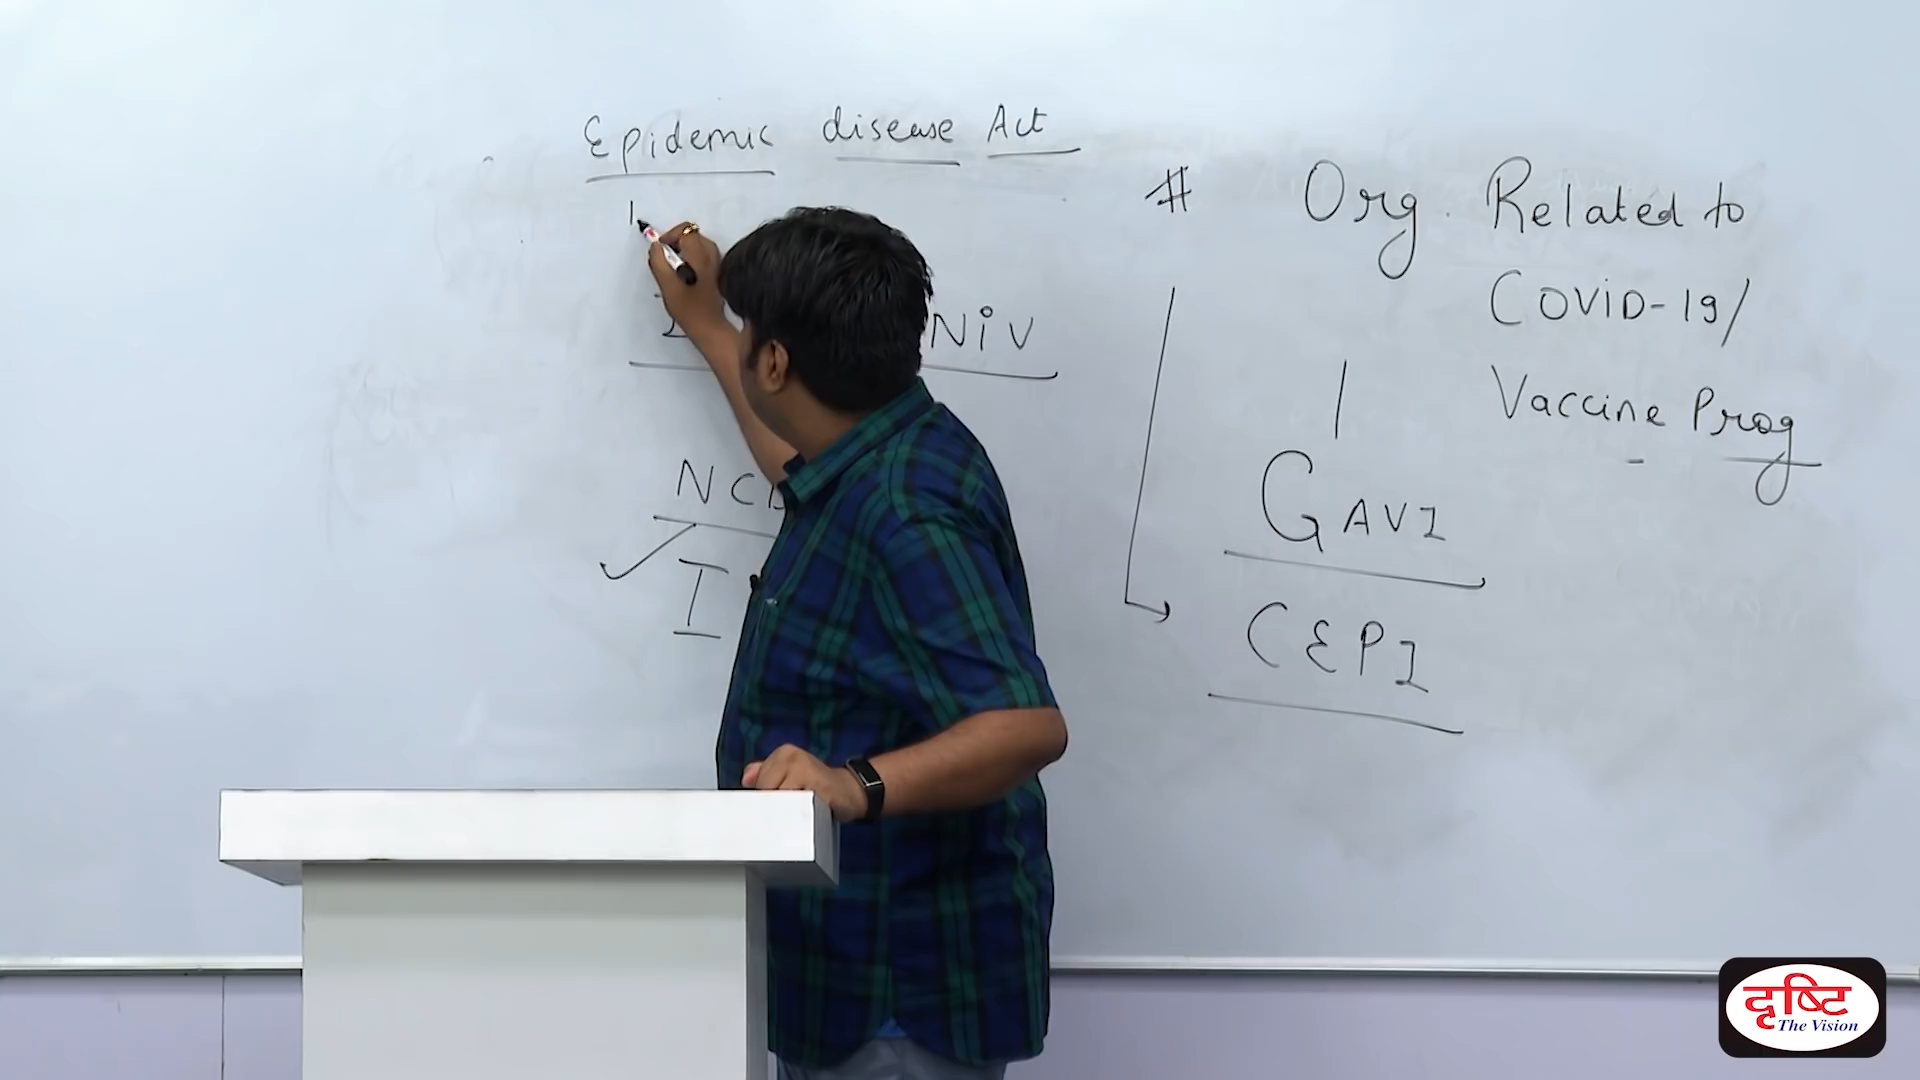 Epidemic disease Act
NiV
NCD
I
# Org. Related to
COVID-19/
Vaccine Prog
GAVI
CEPI
दृष्टि
The Vision